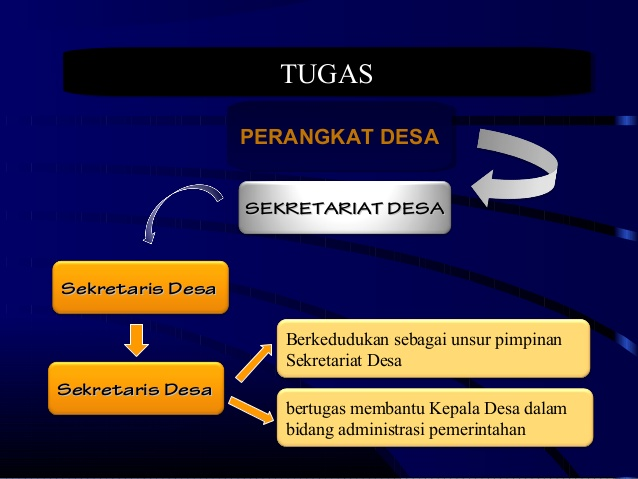 TUGAS
PERANGKAT DESA
SEKRETARIAT DESA
Sekretaris Desa
Sekretaris Desa
Berkedudukan sebagai unsur pimpinan
Sekretariat Desa
bertugas membantu Kepala Desa dalam
bidang administrasi pemerintahan